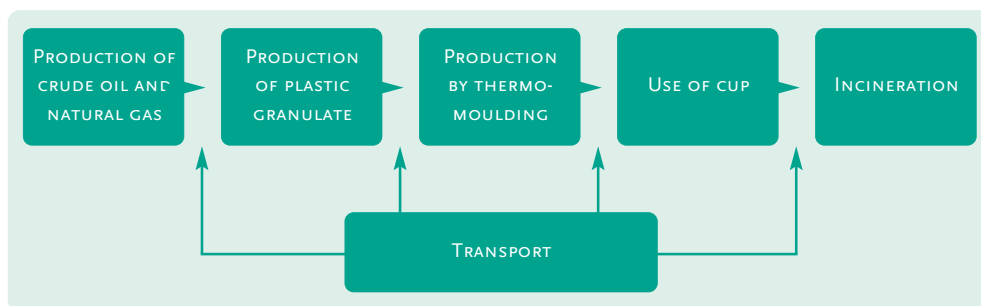 Production of
crude oil and
natural gas
Production
of plastic
granulate
Production
by thermo-
moulding
Use of cup
Incineration
Transport